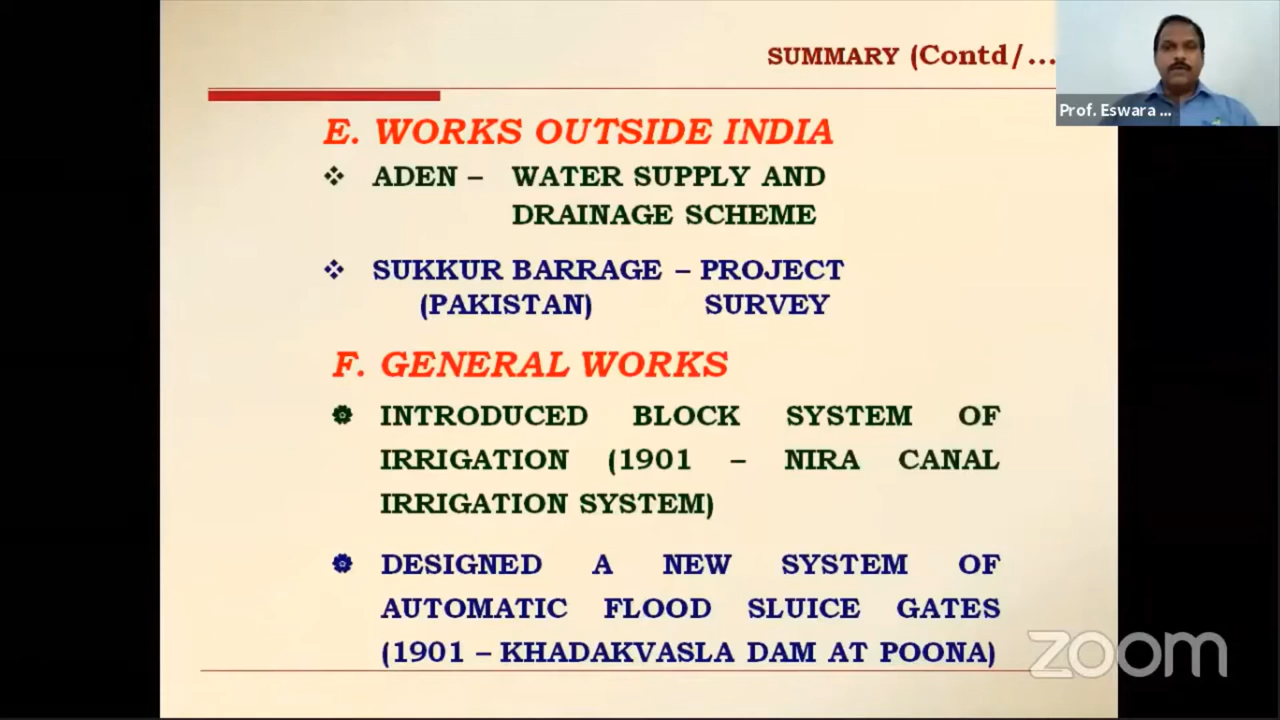 SUMMARY (Contd/...
Prof. Eswara ...
E. WORKS OUTSIDE INDIA
❖ ADEN – WATER SUPPLY AND
DRAINAGE SCHEME
❖ SUKKUR BARRAGE – PROJECT
(PAKISTAN) SURVEY
F. GENERAL WORKS
INTRODUCED BLOCK SYSTEM OF
IRRIGATION (1901 – NIRA CANAL
IRRIGATION SYSTEM)
DESIGNED A NEW SYSTEM OF
AUTOMATIC FLOOD SLUICE GATES
(1901 – KHADAKVASLA DAM AT POONA)
zoom